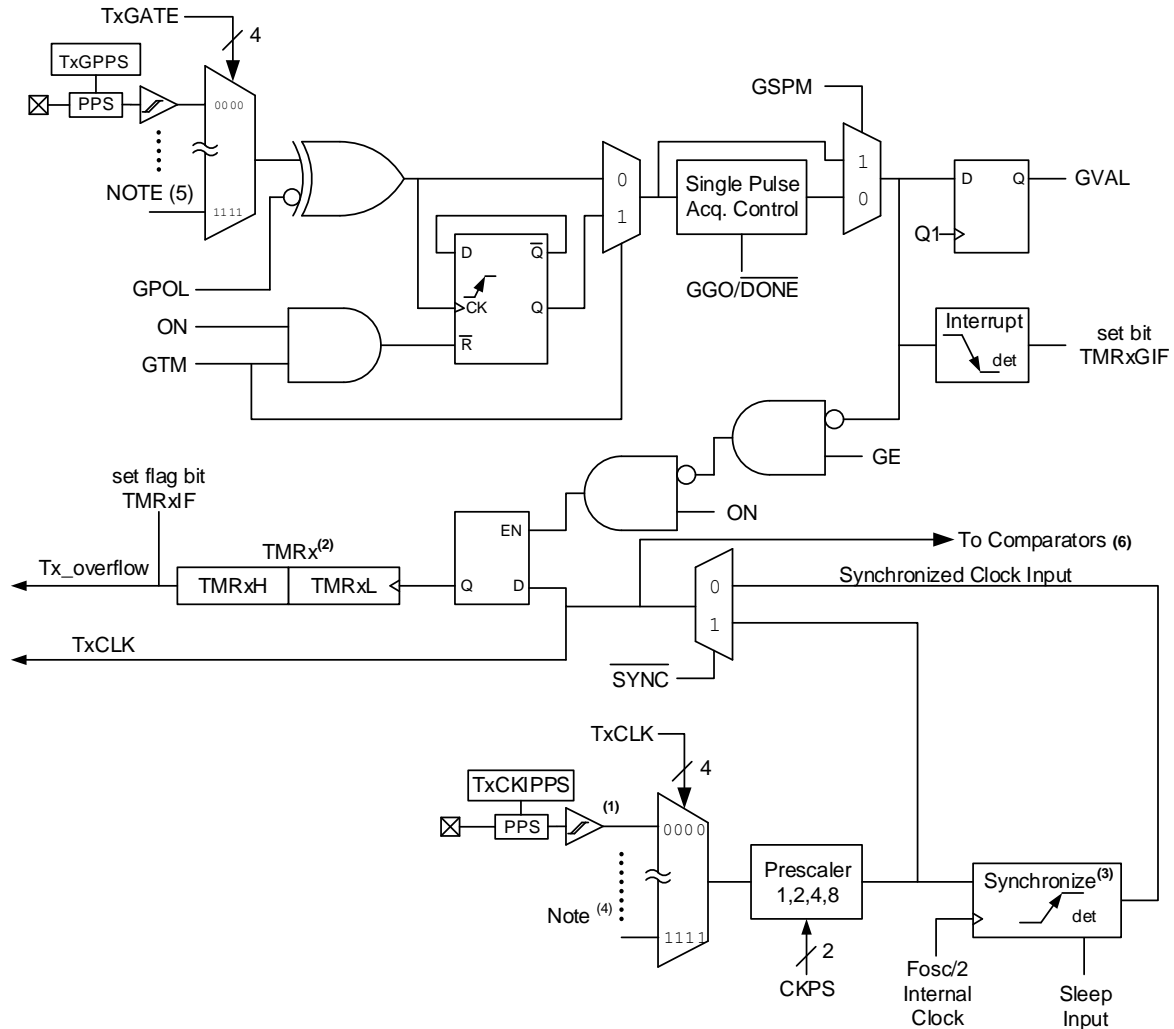 TxGATE
4
TxGPPS
PPS
0000
NOTE (5)
1111
GPOL
ON
GTM
D
Q
CK
Q
R
0
1
Single Pulse
Acq. Control
GGO/DONE
GSPM
1
0
D
Q
Q1
GVAL
Interrupt
det
set bit
TMRxGIF
GE
ON
set flag bit
TMRxIF
Tx_overflow
TMRx(2)
TMRxH
TMRxL
EN
Q
D
To Comparators (6)
Synchronized Clock Input
0
1
TxCLK
SYNC
TxCLK
4
TxCKIPPS
PPS
(1)
0000
Note (4)
1111
Prescaler
1,2,4,8
2
CKPS
Synchronize(3)
det
Fosc/2
Internal
Clock
Sleep
Input